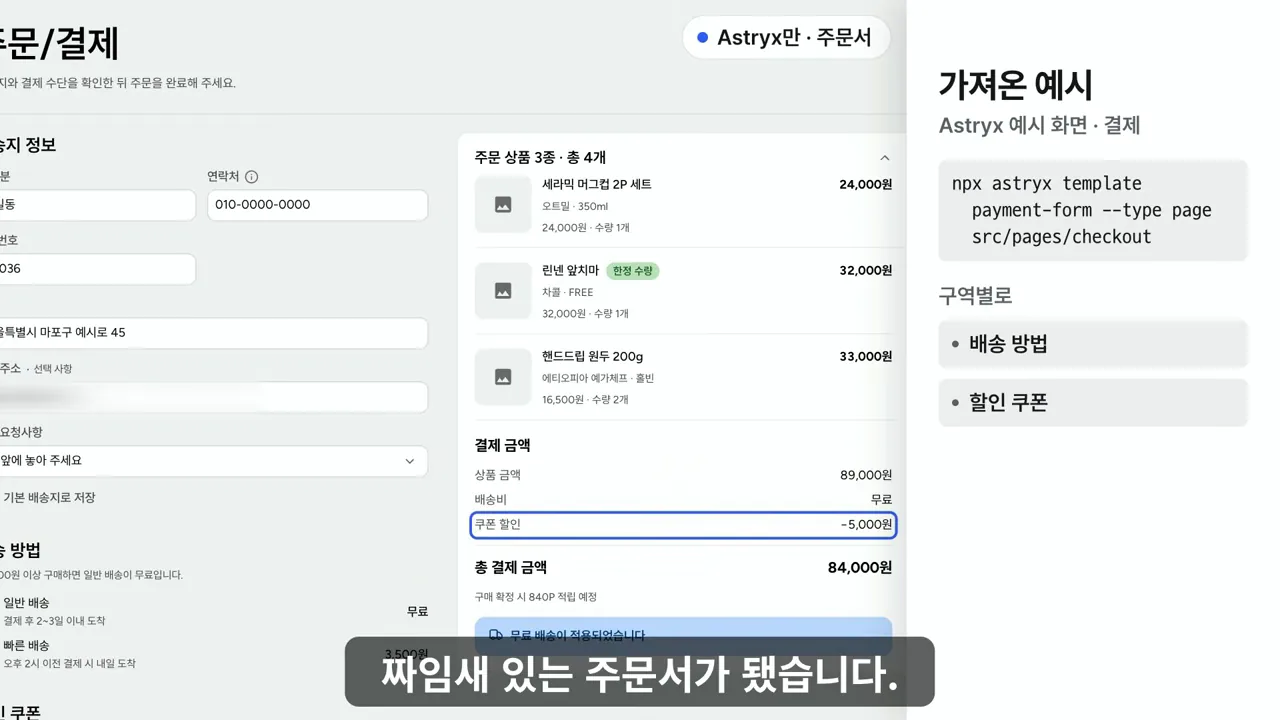 주문/결제
지와 결제 수단을 확인한 뒤 주문을 완료해 주세요.
Astryx만 · 주문서
송지 정보
분
연락처
길동
010-0000-0000
번호
036
울특별시 마포구 예시로 45
주소 · 선택 사항
요청사항
앞에 놓아 주세요
기본 배송지로 저장
송 방법
00원 이상 구매하면 일반 배송이 무료입니다.
일반 배송
무료
결제 후 2~3일 이내 도착
빠른 배송
3,500원
오후 2시 이전 결제 시 내일 도착
인 쿠폰
주문 상품 3종 · 총 4개
세라믹 머그컵 2P 세트
24,000원
오트밀 · 350ml
24,000원 · 수량 1개
린넨 앞치마
한정 수량
32,000원
차콜 · FREE
32,000원 · 수량 1개
핸드드립 원두 200g
33,000원
에티오피아 예가체프 · 홀빈
16,500원 · 수량 2개
결제 금액
상품 금액
89,000원
배송비
무료
쿠폰 할인
-5,000원
총 결제 금액
84,000원
구매 확정 시 840P 적립 예정
무료 배송이 적용되었습니다
가져온 예시
Astryx 예시 화면 · 결제
npx astryx template
payment-form --type page
src/pages/checkout
구역별로
• 배송 방법
• 할인 쿠폰
짜임새 있는 주문서가 됐습니다.